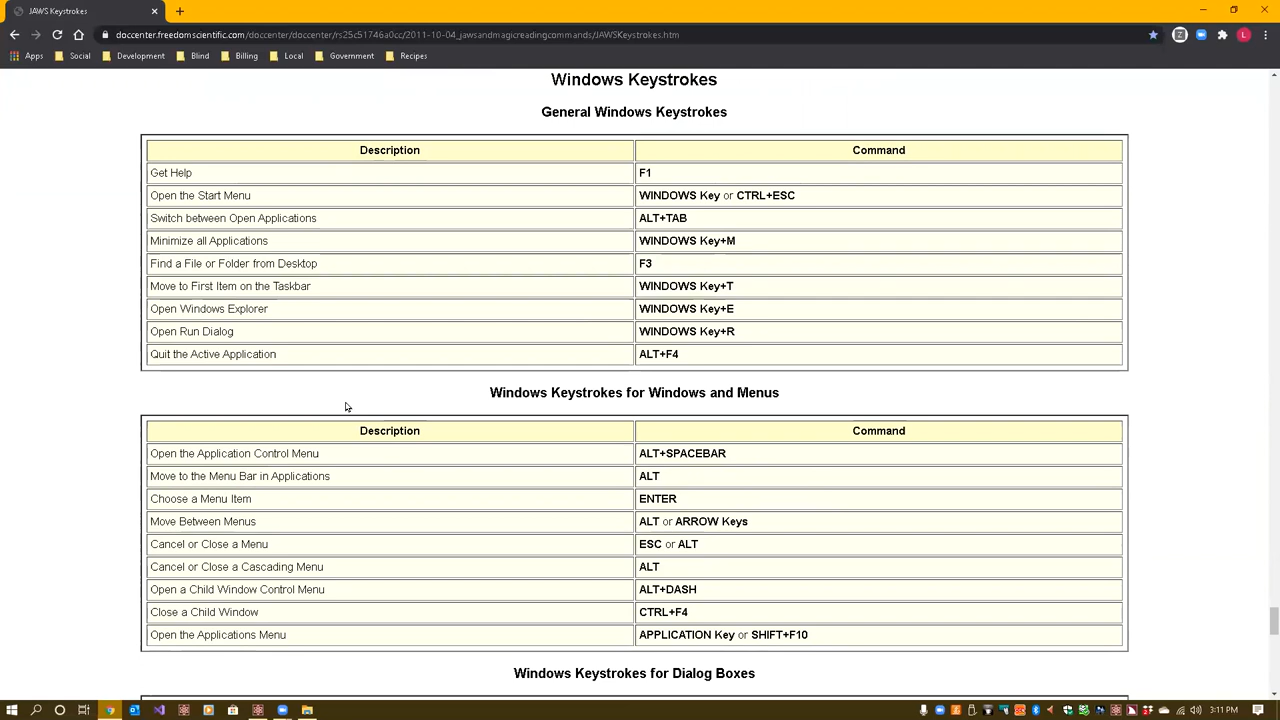 JAWS Keystrokes
doccenter.freedomscientific.com/doccenter/doccenter/rs25c51746a0cc/2011-10-04_jawsandmagicreadingcommands/JAWSKeystrokes.htm
Apps Social Development Blind Billing Local Government Recipes
Windows Keystrokes
General Windows Keystrokes
Description Command
Get Help F1
Open the Start Menu WINDOWS Key or CTRL+ESC
Switch between Open Applications ALT+TAB
Minimize all Applications WINDOWS Key+M
Find a File or Folder from Desktop F3
Move to First Item on the Taskbar WINDOWS Key+T
Open Windows Explorer WINDOWS Key+E
Open Run Dialog WINDOWS Key+R
Quit the Active Application ALT+F4
Windows Keystrokes for Windows and Menus
Description Command
Open the Application Control Menu ALT+SPACEBAR
Move to the Menu Bar in Applications ALT
Choose a Menu Item ENTER
Move Between Menus ALT or ARROW Keys
Cancel or Close a Menu ESC or ALT
Cancel or Close a Cascading Menu ALT
Open a Child Window Control Menu ALT+DASH
Close a Child Window CTRL+F4
Open the Applications Menu APPLICATION Key or SHIFT+F10
Windows Keystrokes for Dialog Boxes
3:11 PM